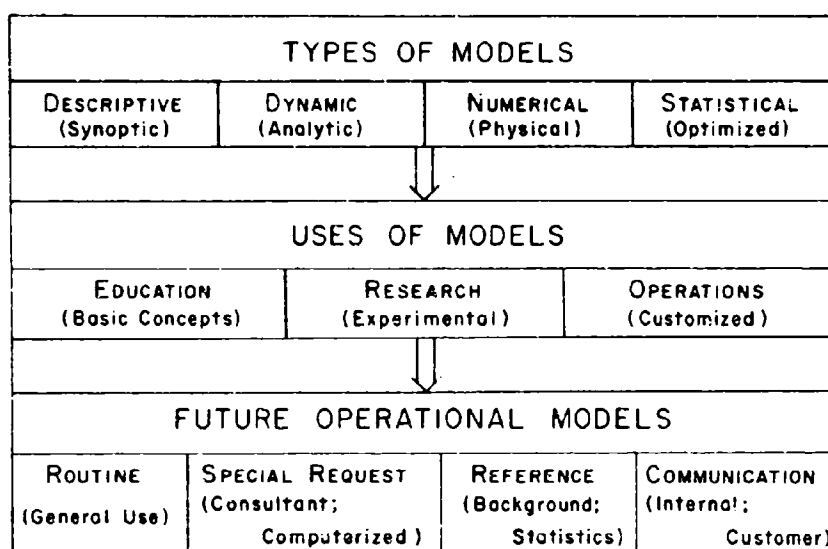 TYPES OF MODELS
DESCRIPTIVE DYNAMIC NUMERICAL STATISTICAL
(Synoptic) (Analytic) (Physical) (Optimized)
USES OF MODELS
EDUCATION RESEARCH OPERATIONS
(Basic Concepts) (Experimental) (Customized)
FUTURE OPERATIONAL MODELS
ROUTINE SPECIAL REQUEST REFERENCE COMMUNICATION
(General Use) (Consultant; (Background; (Internal;
Computerized) Statistics) Customer)